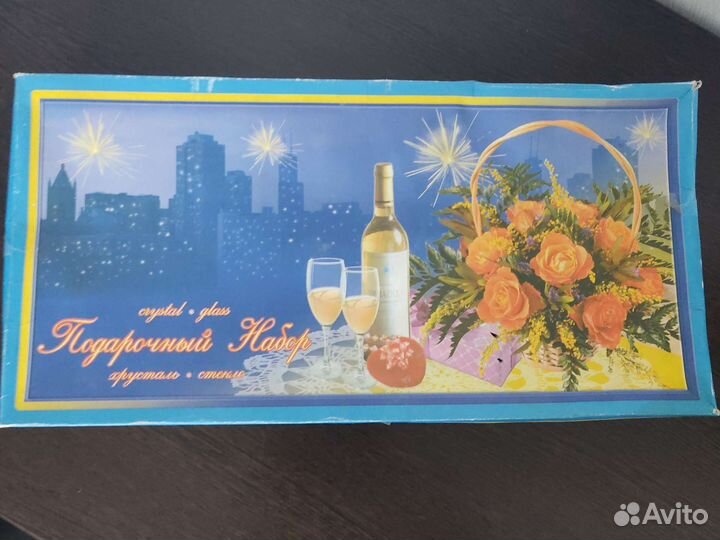 crystal • glass
Подарочный Набор
хрусталь • стекло
Avito